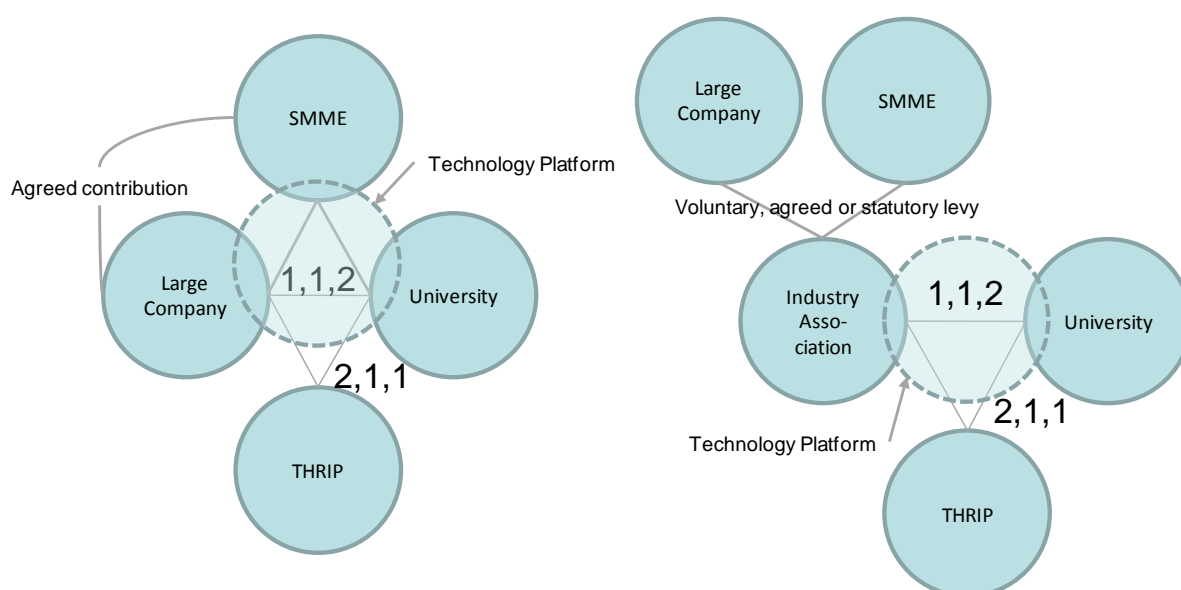 SMME
Technology Platform
Agreed contribution
Large
Company
1,1,2
University
2,1,1
THRIP
Large
Company
SMME
Voluntary, agreed or statutory levy
Industry
Asso-
ciation
1,1,2
University
2,1,1
Technology Platform
THRIP